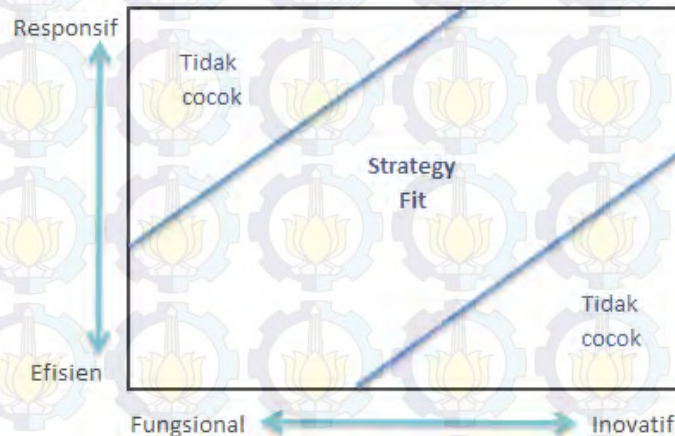 Responsif
Tidak
cocok
Strategy
Fit
Tidak
cocok
Efisien
Fungsional
Inovatif